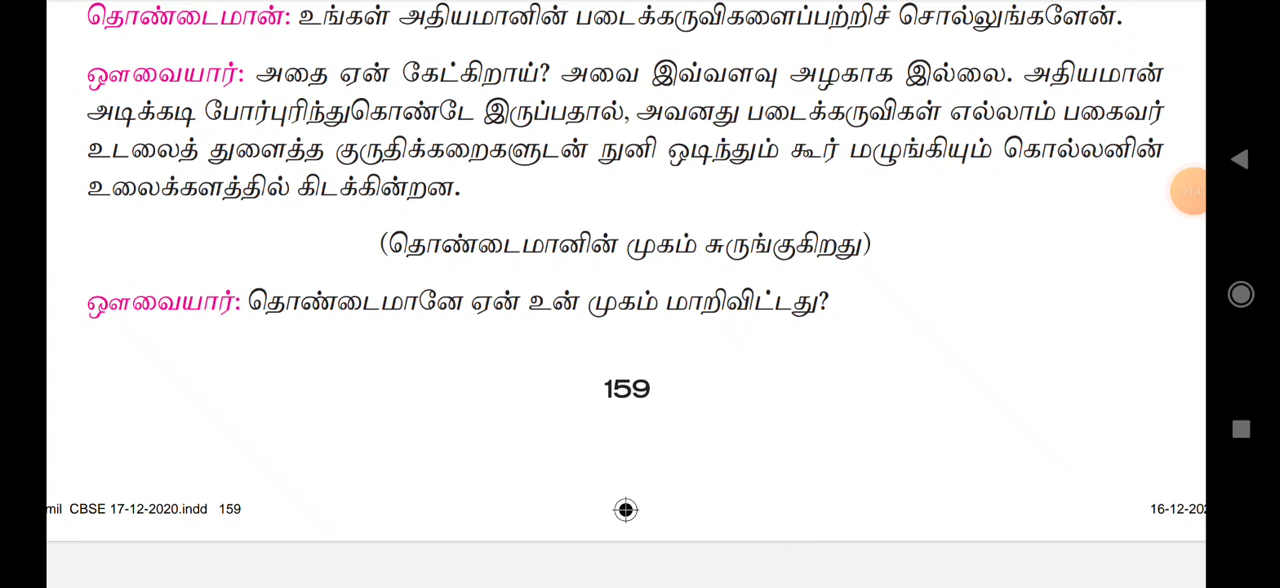 தொண்டைமான்: உங்கள் அதியமானின் படைக்கருவிகளைப்பற்றிச் சொல்லுங்களேன்.
ஔவையார்: அதை ஏன் கேட்கிறாய்? அவை இவ்வளவு அழகாக இல்லை. அதியமான்
அடிக்கடி போர்புரிந்துகொண்டே இருப்பதால், அவனது படைக்கருவிகள் எல்லாம் பகைவர்
உடலைத் துளைத்த குருதிக்கறைகளுடன் நுனி ஒடிந்தும் கூர் மழுங்கியும் கொல்லனின்
உலைக்களத்தில் கிடக்கின்றன.
(தொண்டைமானின் முகம் சுருங்குகிறது)
ஔவையார்: தொண்டைமானே ஏன் உன் முகம் மாறிவிட்டது?
159
mil CBSE 17-12-2020.indd 159
16-12-202